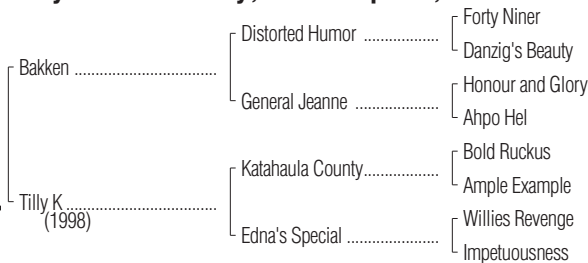 Forty Niner
Distorted Humor ..................
Danzig's Beauty
Bakken ..................................
Honour and Glory
General Jeanne ....................
Ahpo Hel
Bold Ruckus
Katahaula County..................
Ample Example
Tilly K....................................
(1998)
Willies Revenge
Edna's Special ......................
Impetuousness